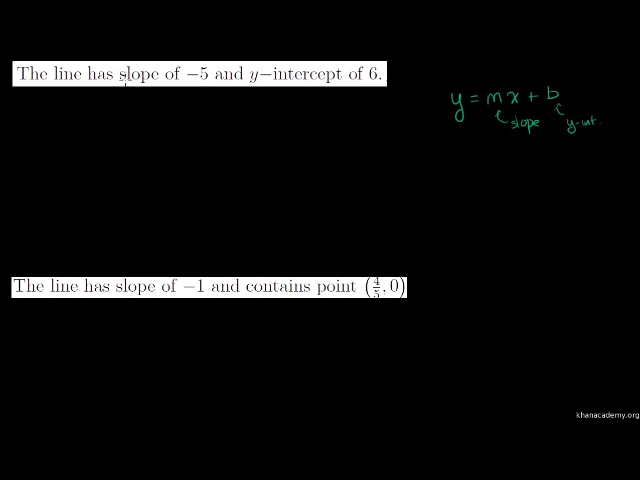 The line has slope of −5 and y−intercept of 6.
y = mx + b
slope y-int.
The line has slope of −1 and contains point (4/5, 0)
khanacademy.org